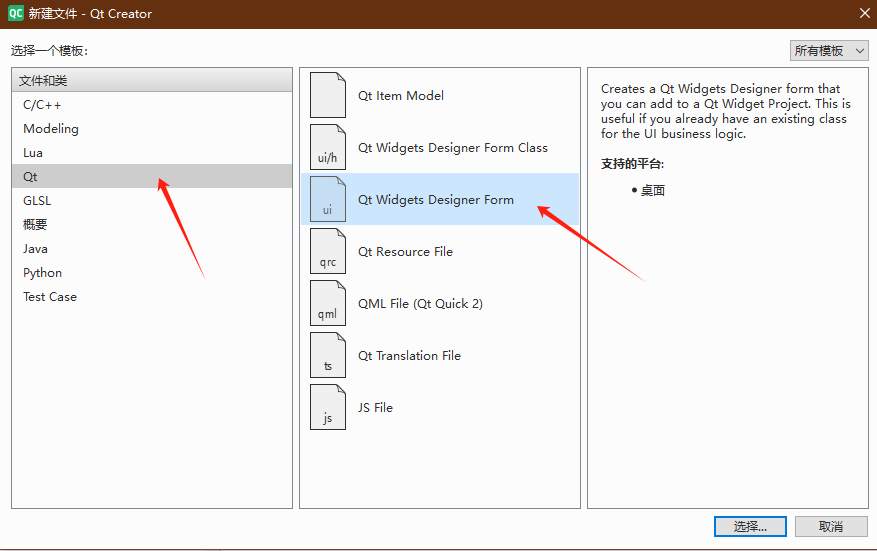 QC 新建文件 - Qt Creator
选择一个模板:
所有模板
文件和类
C/C++
Modeling
Lua
Qt
GLSL
概要
Java
Python
Test Case
Qt Item Model
ui/h
Qt Widgets Designer Form Class
ui
Qt Widgets Designer Form
qrc
Qt Resource File
qml
QML File (Qt Quick 2)
ts
Qt Translation File
js
JS File
Creates a Qt Widgets Designer form that
you can add to a Qt Widget Project. This is
useful if you already have an existing class
for the UI business logic.
支持的平台:
• 桌面
选择...
取消